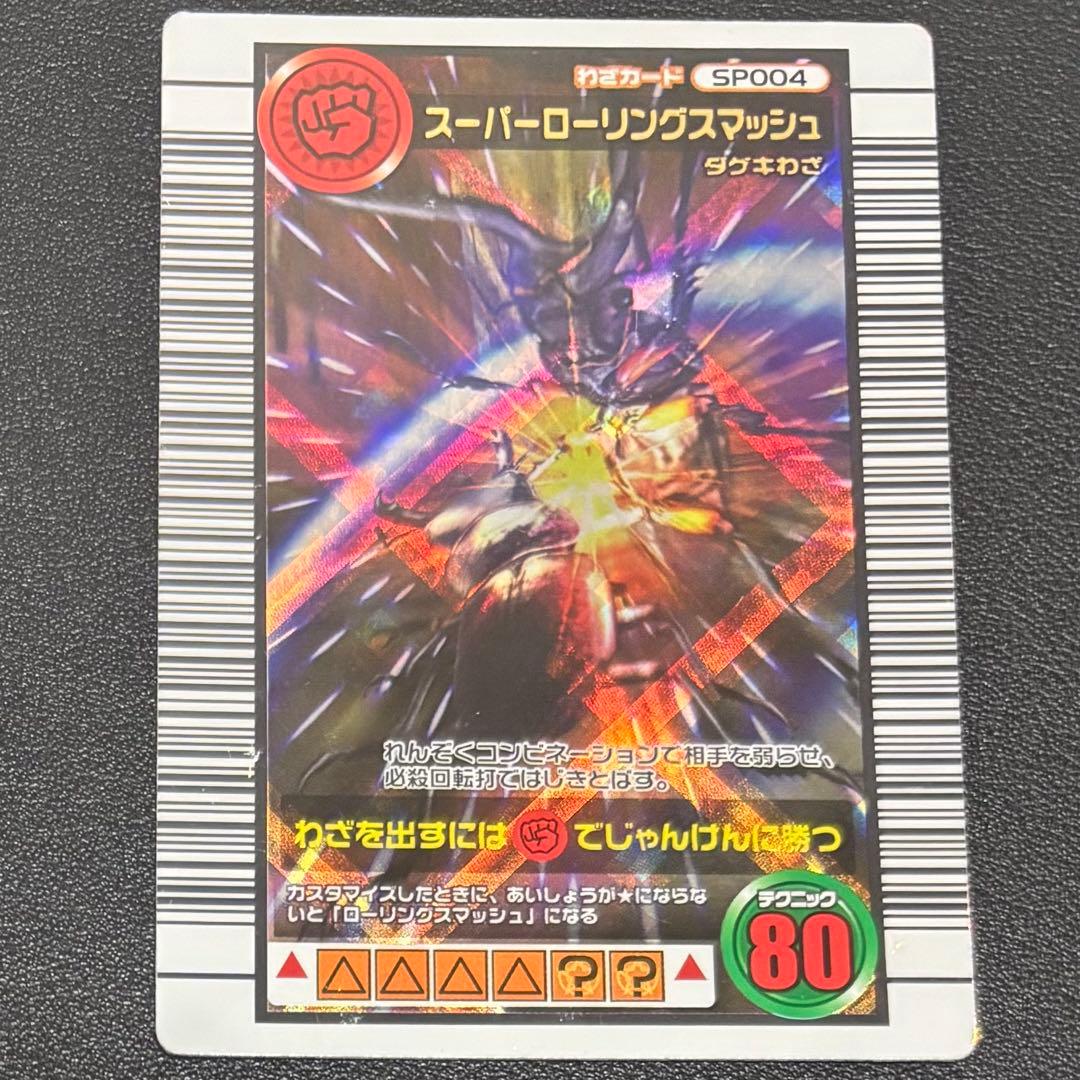 わざカード SP004
スーパーローリングスマッシュ
ダゲキわざ
れんぞくコンビネーションで相手を弱らせ、
必殺回転打ではじきとばす。
わざを出すには でじゃんけんに勝つ
カスタマイズしたときに、あいしょうが★にならな
いと「ローリングスマッシュ」になる
テクニック
80
▲ △ △ △ △ ? ? ▲